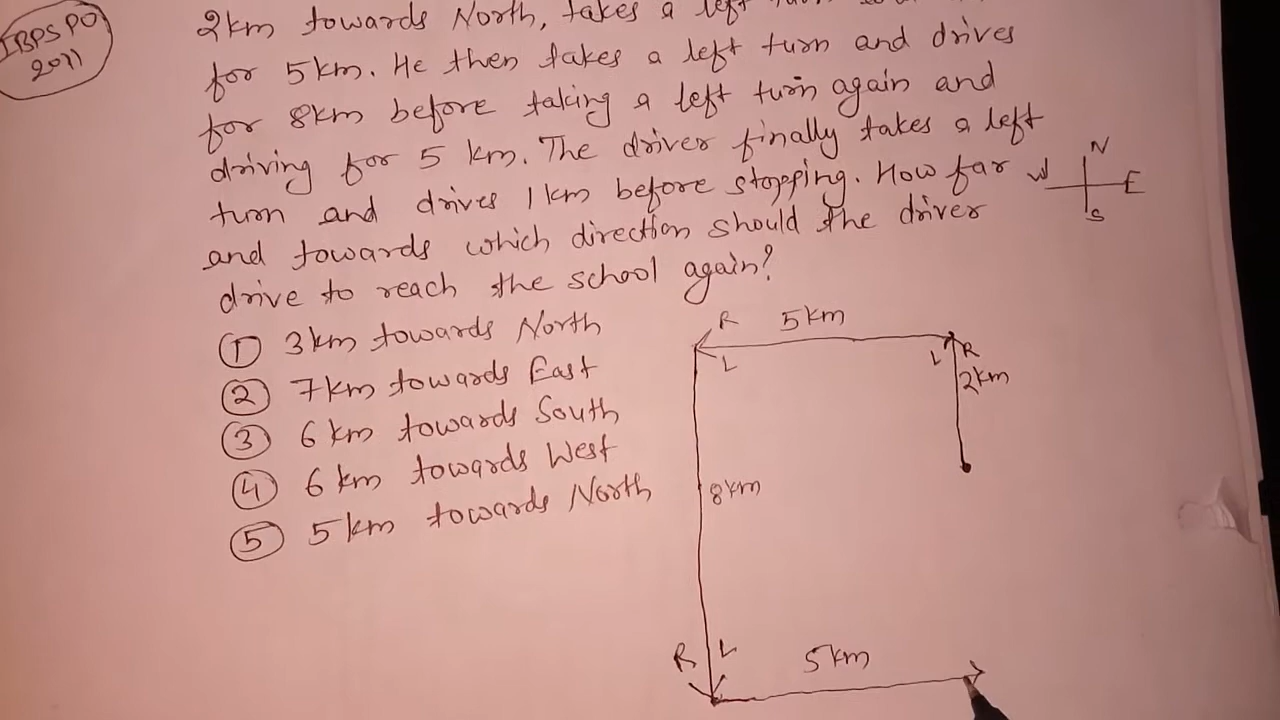 IBPS PO
2011
2km towards North, takes a left turn
for 5km. He then takes a left turn and drives
for 8km before taking a left turn again and
driving for 5 km. The driver finally takes a left
turn and drives 1km before stopping. How far
and towards which direction should the driver
drive to reach the school again?
N
W E
S
① 3km towards North
② 7km towards East
③ 6 km towards South
④ 6 km towards West
⑤ 5 km towards North
R 5km
L L R
2km
8km
R L 5km